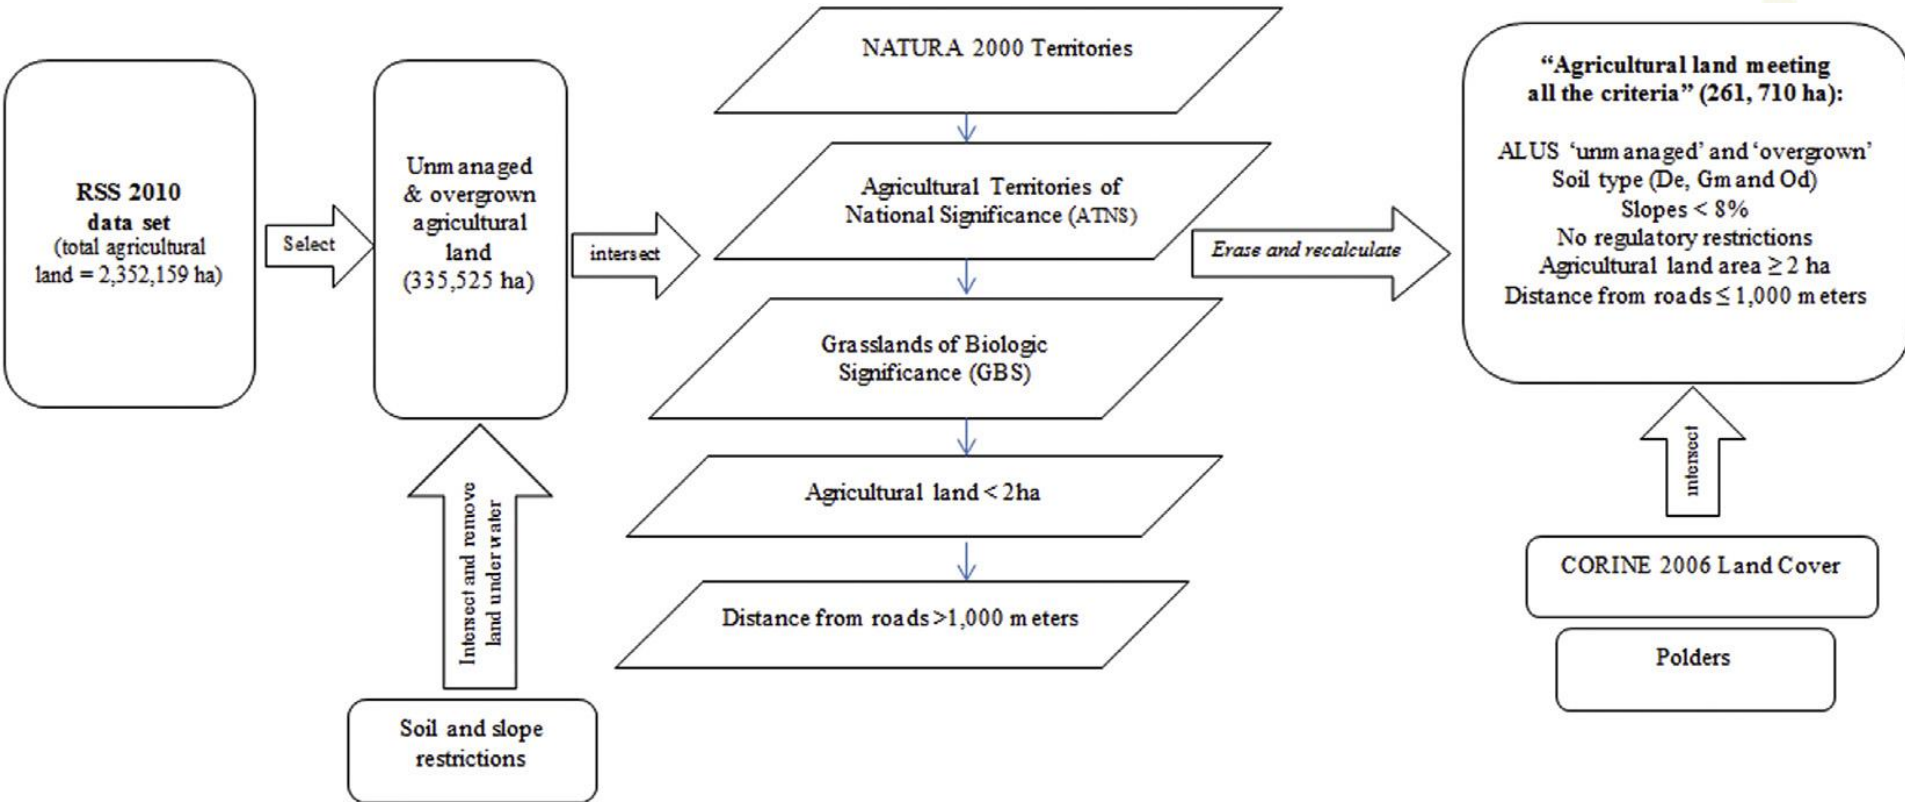 RSS 2010
data set
(total agricultural
land = 2,352,159 ha)
Select
Unmanaged
& overgrown
agricultural
land
(335,525 ha)
Intersect and remove
land under water
Soil and slope
restrictions
intersect
NATURA 2000 Territories
Agricultural Territories of
National Significance (ATNS)
Grasslands of Biologic
Significance (GBS)
Agricultural land < 2ha
Distance from roads >1,000 meters
Erase and recalculate
“Agricultural land meeting
all the criteria” (261, 710 ha):
ALUS ‘unmanaged’ and ‘overgrown’
Soil type (De, Gm and Od)
Slopes < 8%
No regulatory restrictions
Agricultural land area ≥ 2 ha
Distance from roads ≤ 1,000 meters
intersect
CORINE 2006 Land Cover
Polders